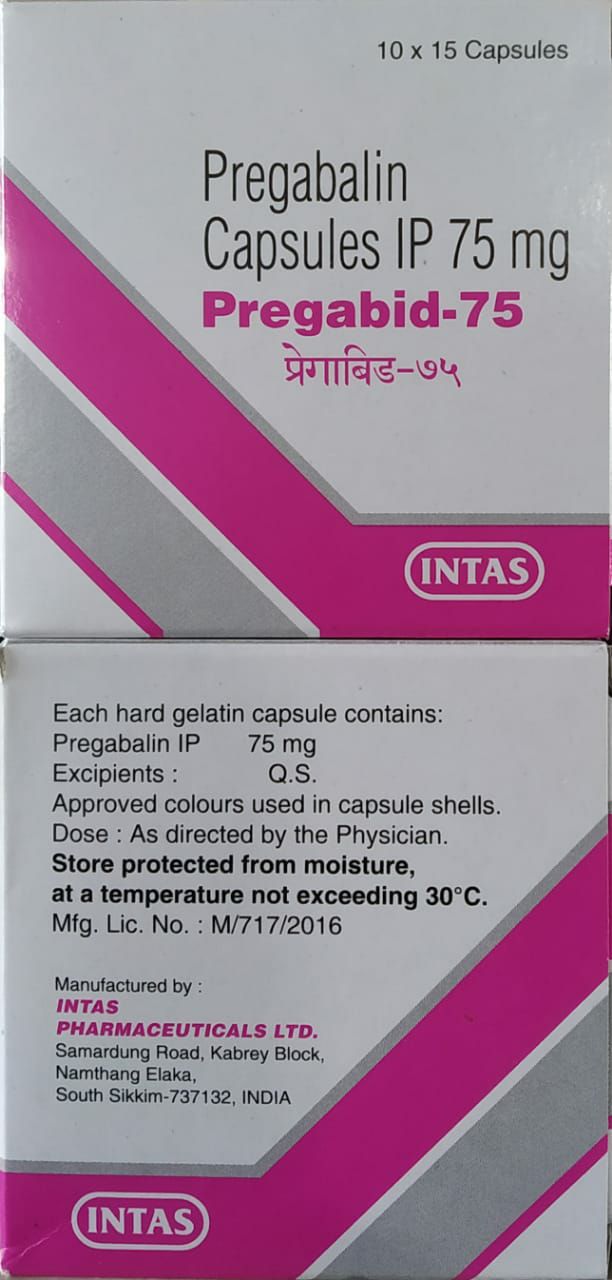 10 x 15 Capsules
Pregabalin
Capsules IP 75 mg
Pregabid-75
प्रेगाबिड-७५
INTAS
Each hard gelatin capsule contains:
Pregabalin IP 75 mg
Excipients : Q.S.
Approved colours used in capsule shells.
Dose : As directed by the Physician.
Store protected from moisture,
at a temperature not exceeding 30°C.
Mfg. Lic. No. : M/717/2016
Manufactured by :
INTAS
PHARMACEUTICALS LTD.
Samardung Road, Kabrey Block,
Namthang Elaka,
South Sikkim-737132, INDIA
INTAS